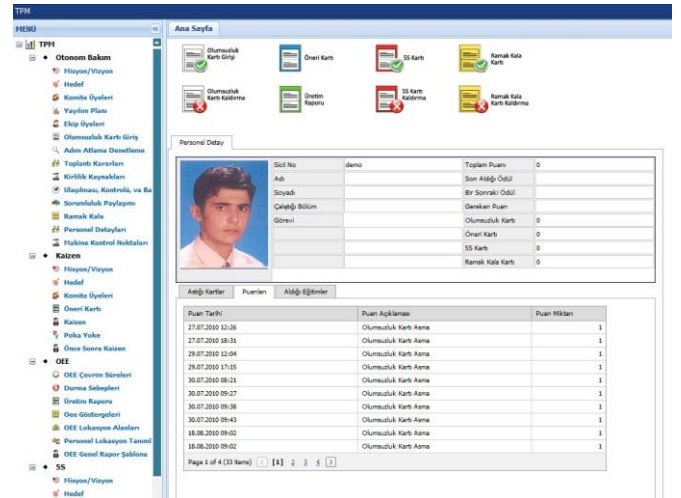 TPM
MENÜ
TPM
Otonom Bakım
Misyon/Vizyon
Hedef
Komite Üyeleri
Yayılım Planı
Ekip Üyeleri
Olumsuzluk Kartı Giriş
Adım Atlama Denetleme
Toplantı Kararları
Kirlilik Kaynakları
Ulaşılması, Kontrolü, va Ba
Sorumluluk Paylaşımı
Ramak Kala
Personel Detayları
Makine Kontrol Noktaları
Kaizen
Misyon/Vizyon
Hedef
Komite Üyeleri
Öneri Kartı
Kaizen
Poka Yoke
Önce Sonra Kaizen
OEE
OEE Çevrim Süreleri
Durma Sebepleri
Üretim Raporu
Oee Göstergeleri
OEE Lokasyon Alanları
Personel Lokasyon Tanıml
OEE Genel Rapor Şablonu
5S
Misyon/Vizyon
Hedef
Ana Sayfa
Olumsuzluk Kartı Girişi
Öneri Kartı
5S Kartı
Ramak Kala Kartı
Olumsuzluk Kartı Kaldırma
Üretim Raporu
5S Kartı Kaldırma
Ramak Kala Kartı Kaldırma
Personel Detay
Sicil No demo Toplam Puanı 0
Adı Son Aldığı Ödül
Soyadı Bir Sonraki Ödül
Çalıştığı Bölüm Gereken Puan
Görevi Olumsuzluk Kartı 0
Öneri Kartı 0
5S Kartı 0
Ramak Kala Kartı 0
Astığı Kartlar Puanları Aldığı Eğitimler
Puan Tarihi Puan Açıklaması Puan Miktarı
27.07.2010 12:26 Olumsuzluk Kartı Asma 1
27.07.2010 18:31 Olumsuzluk Kartı Asma 1
29.07.2010 12:04 Olumsuzluk Kartı Asma 1
29.07.2010 17:15 Olumsuzluk Kartı Asma 1
30.07.2010 08:21 Olumsuzluk Kartı Asma 1
30.07.2010 09:27 Olumsuzluk Kartı Asma 1
30.07.2010 09:38 Olumsuzluk Kartı Asma 1
30.07.2010 09:43 Olumsuzluk Kartı Asma 1
18.08.2010 09:02 Olumsuzluk Kartı Asma 1
18.08.2010 09:02 Olumsuzluk Kartı Asma 1
Page 1 of 4 (33 items) < [1] 2 3 4 >